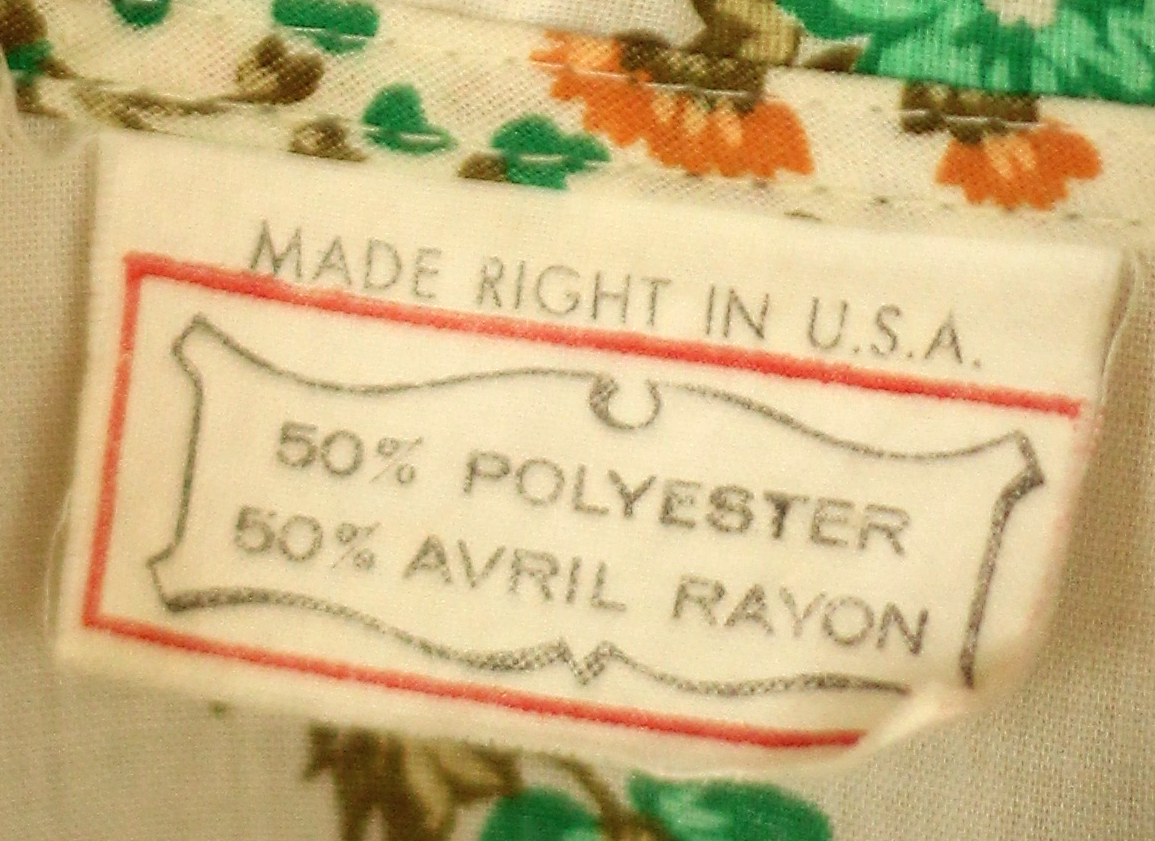 MADE RIGHT IN U.S.A.
50% POLYESTER
50% AVRIL RAYON